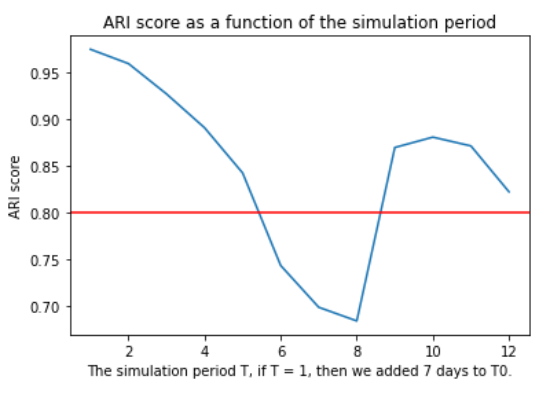 ARI score as a function of the simulation period
ARI score
0.95
0.90
0.85
0.80
0.75
0.70
2 4 6 8 10 12
The simulation period T, if T = 1, then we added 7 days to T0.